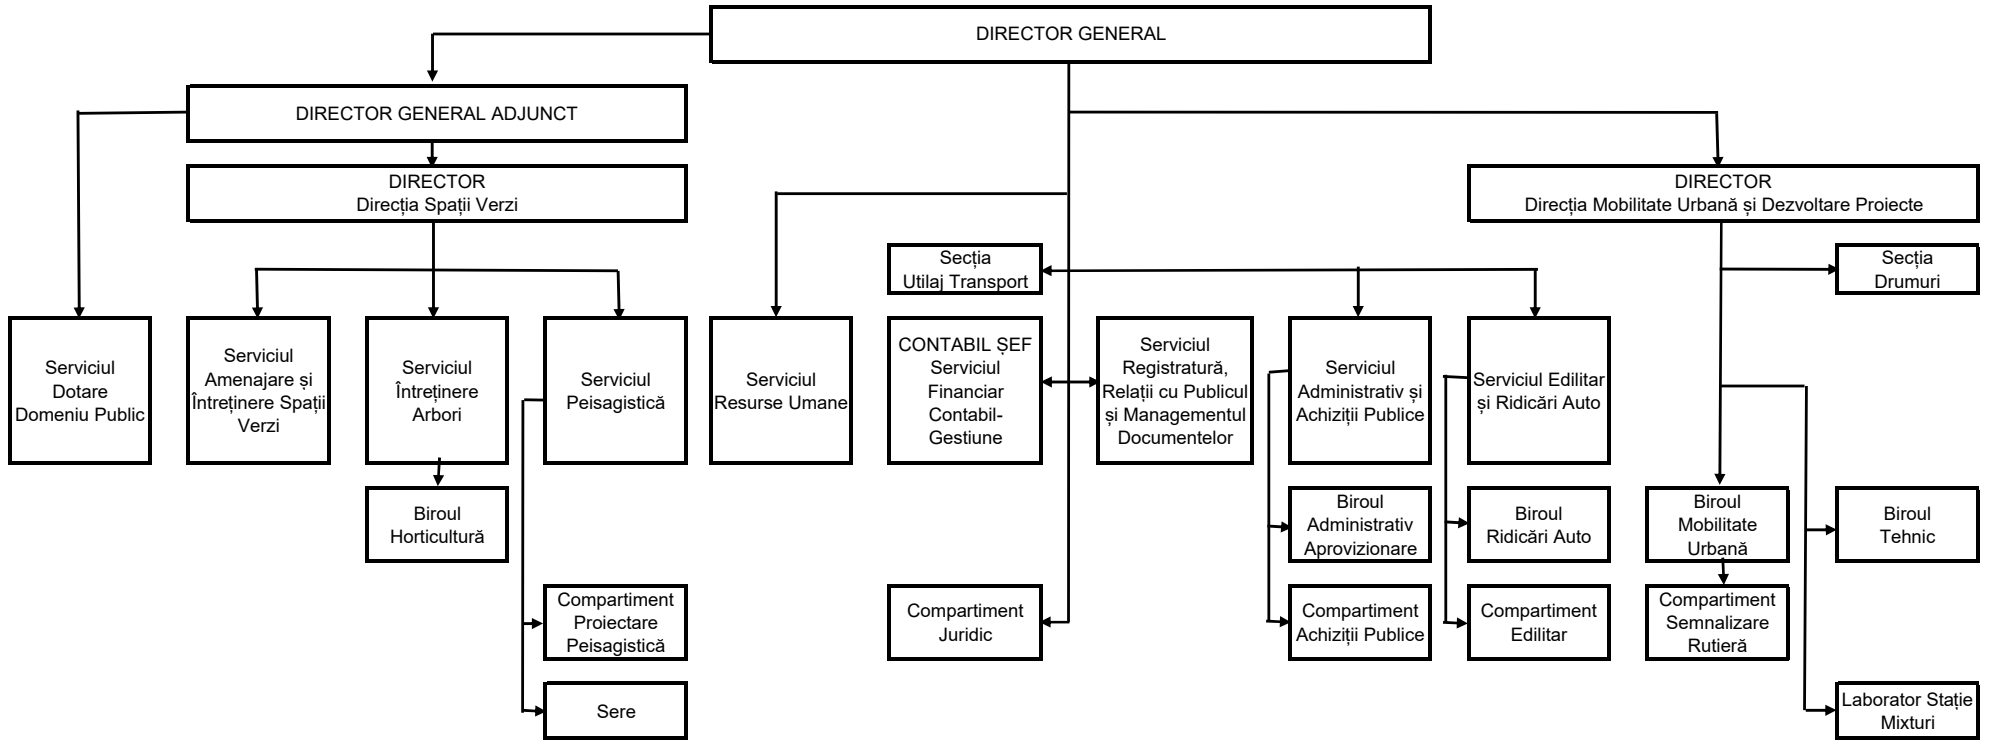 DIRECTOR GENERAL
DIRECTOR GENERAL ADJUNCT
DIRECTOR
Direcția Spații Verzi
DIRECTOR
Direcția Mobilitate Urbană și Dezvoltare Proiecte
Secția
Utilaj Transport
Secția
Drumuri
Serviciul
Dotare
Domeniu Public
Serviciul
Amenajare și
Întreținere Spații
Verzi
Serviciul
Întreținere
Arbori
Serviciul
Peisagistică
Serviciul
Resurse Umane
CONTABIL ȘEF
Serviciul
Financiar
Contabil-
Gestiune
Serviciul
Registratură,
Relații cu Publicul
și Managementul
Documentelor
Serviciul
Administrativ și
Achiziții Publice
Serviciul Edilitar
și Ridicări Auto
Biroul
Horticultură
Biroul
Administrativ
Aprovizionare
Biroul
Ridicări Auto
Biroul
Mobilitate
Urbană
Biroul
Tehnic
Compartiment
Proiectare
Peisagistică
Compartiment
Juridic
Compartiment
Achiziții Publice
Compartiment
Edilitar
Compartiment
Semnalizare
Rutieră
Sere
Laborator Stație
Mixturi